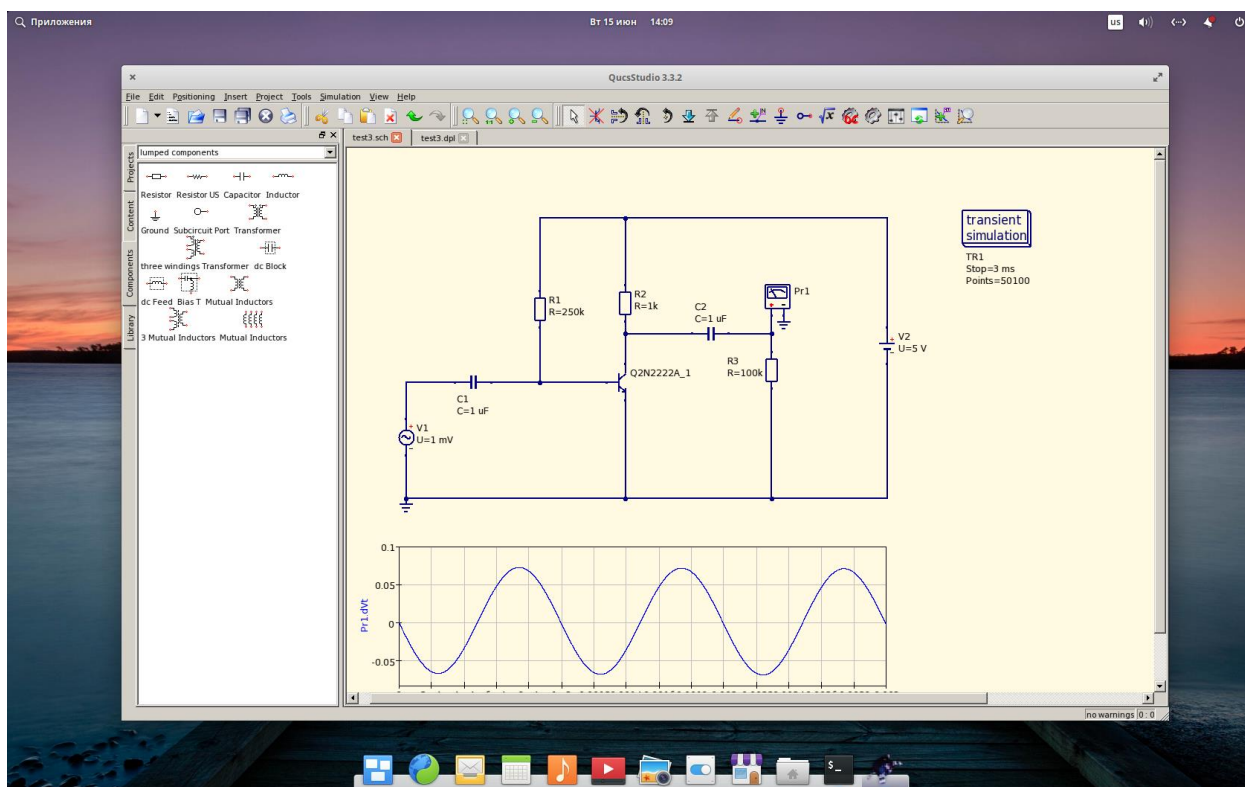 Приложения
Вт 15 июн 14:09
us
QucsStudio 3.3.2
File Edit Positioning Insert Project Tools Simulation View Help
test3.sch
test3.dpl
lumped components
Projects
Content
Components
Library
Resistor Resistor US Capacitor Inductor
Ground Subcircuit Port Transformer
three windings Transformer dc Block
dc Feed Bias T Mutual Inductors
3 Mutual Inductors Mutual Inductors
transient
simulation
TR1
Stop=3 ms
Points=50100
R1
R=250k
R2
R=1k
C2
C=1 uF
Pr1
V2
U=5 V
R3
R=100k
Q2N2222A_1
C1
C=1 uF
V1
U=1 mV
0.1
0.05
0
-0.05
Pr1.dVt
no warnings 0 : 0
$_